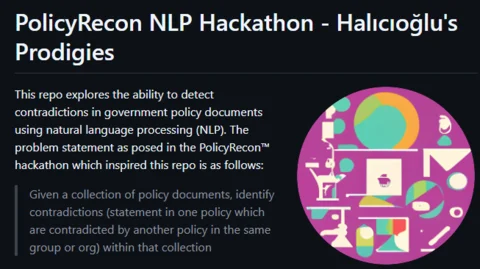 PolicyRecon NLP Hackathon - Halıcıoğlu's
Prodigies
This repo explores the ability to detect
contradictions in government policy documents
using natural language processing (NLP). The
problem statement as posed in the PolicyRecon™
hackathon which inspired this repo is as follows:
Given a collection of policy documents, identify
contradictions (statement in one policy which
are contradicted by another policy in the same
group or org) within that collection